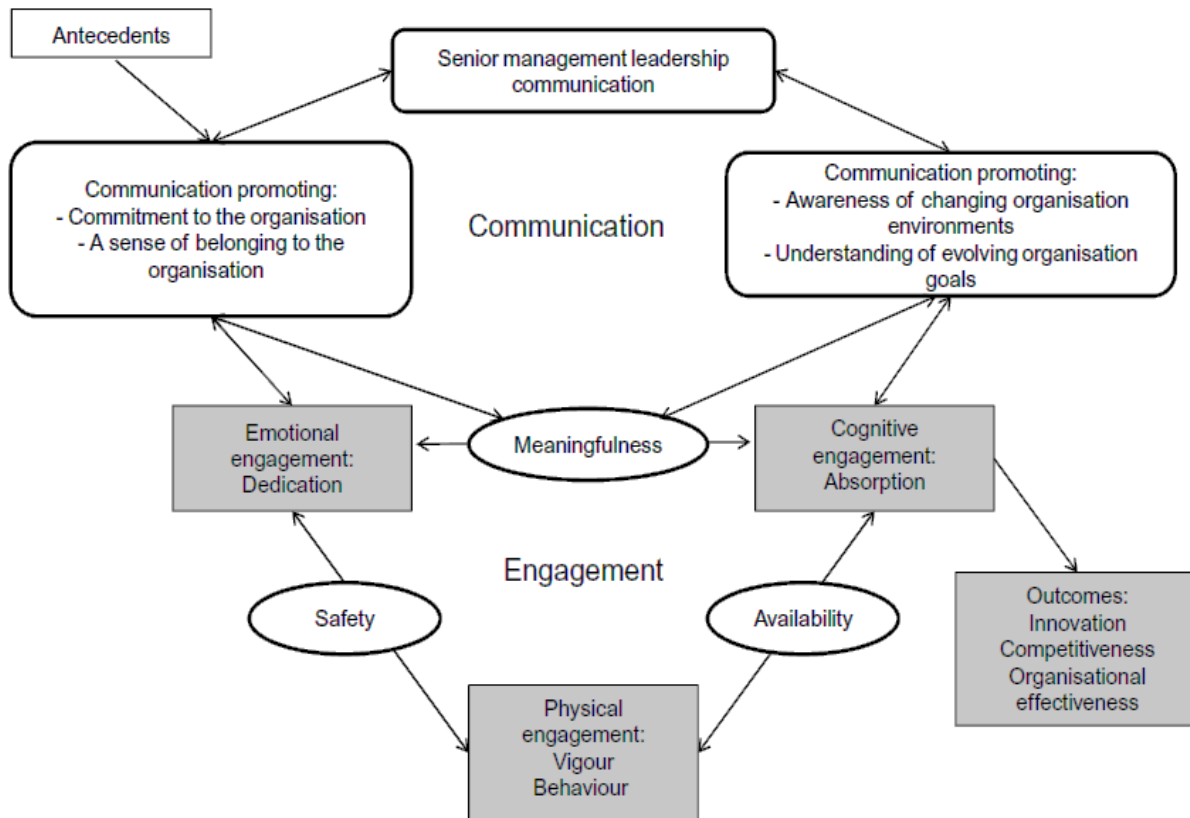 Antecedents
Senior management leadership
communication
Communication promoting:
- Commitment to the organisation
- A sense of belonging to the
organisation
Communication
Communication promoting:
- Awareness of changing organisation
environments
- Understanding of evolving organisation
goals
Emotional
engagement:
Dedication
Meaningfulness
Cognitive
engagement:
Absorption
Engagement
Safety
Availability
Outcomes:
Innovation
Competitiveness
Organisational
effectiveness
Physical
engagement:
Vigour
Behaviour